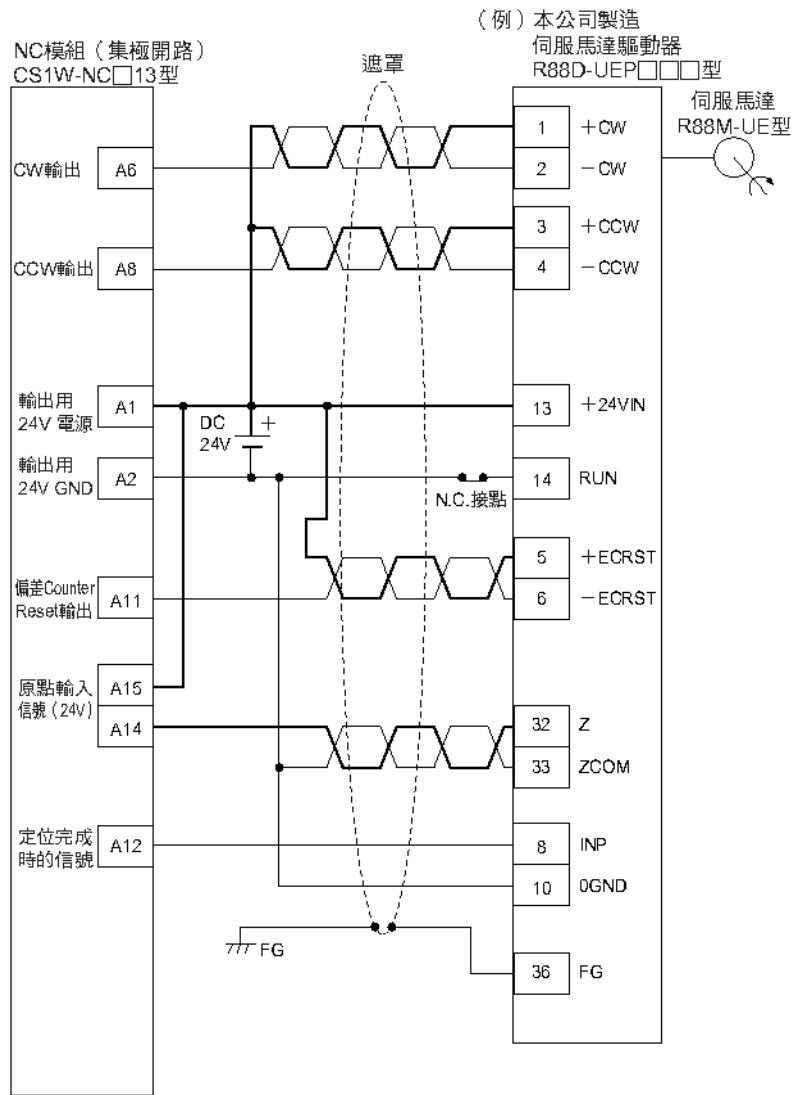 （例）本公司製造
伺服馬達驅動器
R88D-UEP□□□型
NC模組（集極開路）
CS1W-NC□13型
遮罩
伺服馬達
R88M-UE型
CW輸出
A6
1
+CW
2
−CW
CCW輸出
A8
3
+CCW
4
−CCW
輸出用
24V 電源
A1
DC
24V
+
13
+24VIN
輸出用
24V GND
A2
N.C.接點
14
RUN
偏差Counter
Reset輸出
A11
5
+ECRST
6
−ECRST
原點輸入
信號（24V）
A15
A14
32
Z
33
ZCOM
定位完成
時的信號
A12
8
INP
10
0GND
FG
36
FG